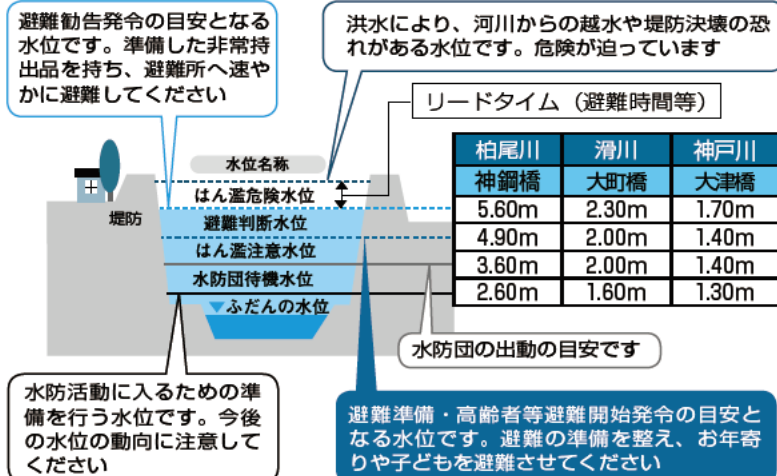 避難勧告発令の目安となる
水位です。準備した非常持
出品を持ち、避難所へ速や
かに避難してください
洪水により、河川からの越水や堤防決壊の恐
れがある水位です。危険が迫っています
リードタイム（避難時間等）
水位名称
はん濫危険水位
避難判断水位
はん濫注意水位
水防団待機水位
ふだんの水位
堤防
柏尾川 滑川 神戸川
神鋼橋 大町橋 大津橋
5.60m 2.30m 1.70m
4.90m 2.00m 1.40m
3.60m 2.00m 1.40m
2.60m 1.60m 1.30m
水防団の出動の目安です
水防活動に入るための準
備を行う水位です。今後
の水位の動向に注意して
ください
避難準備・高齢者等避難開始発令の目安と
なる水位です。避難の準備を整え、お年寄
りや子どもを避難させてください